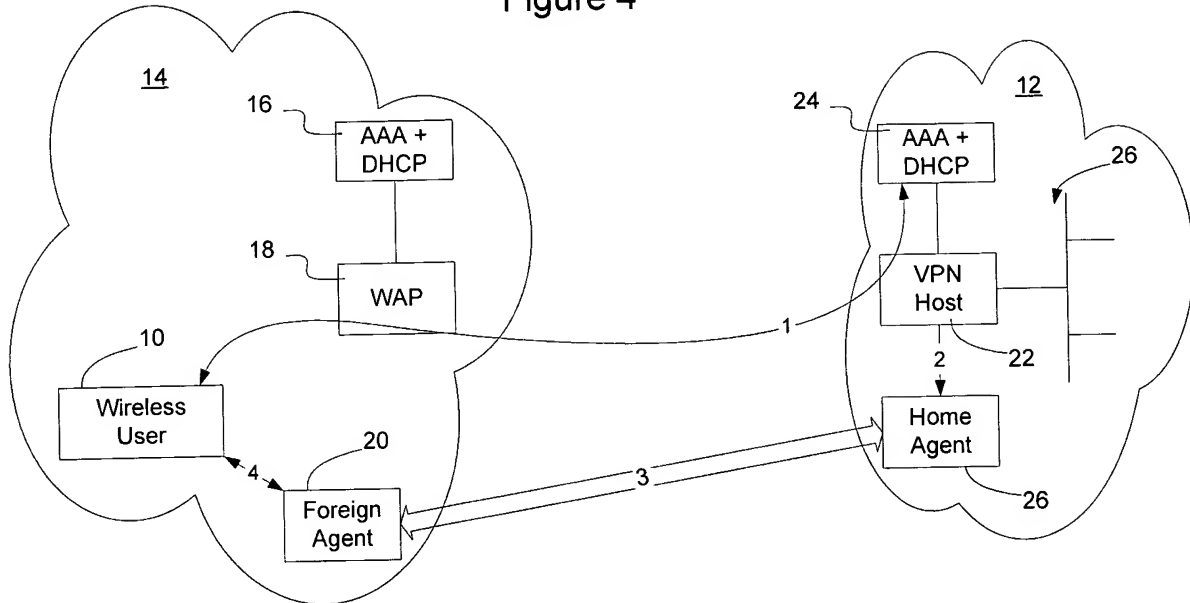 Figure 4
14
16
AAA +
DHCP
18
WAP
10
Wireless
User
4
20
Foreign
Agent
1
3
12
24
AAA +
DHCP
26
VPN
Host
22
2
Home
Agent
26